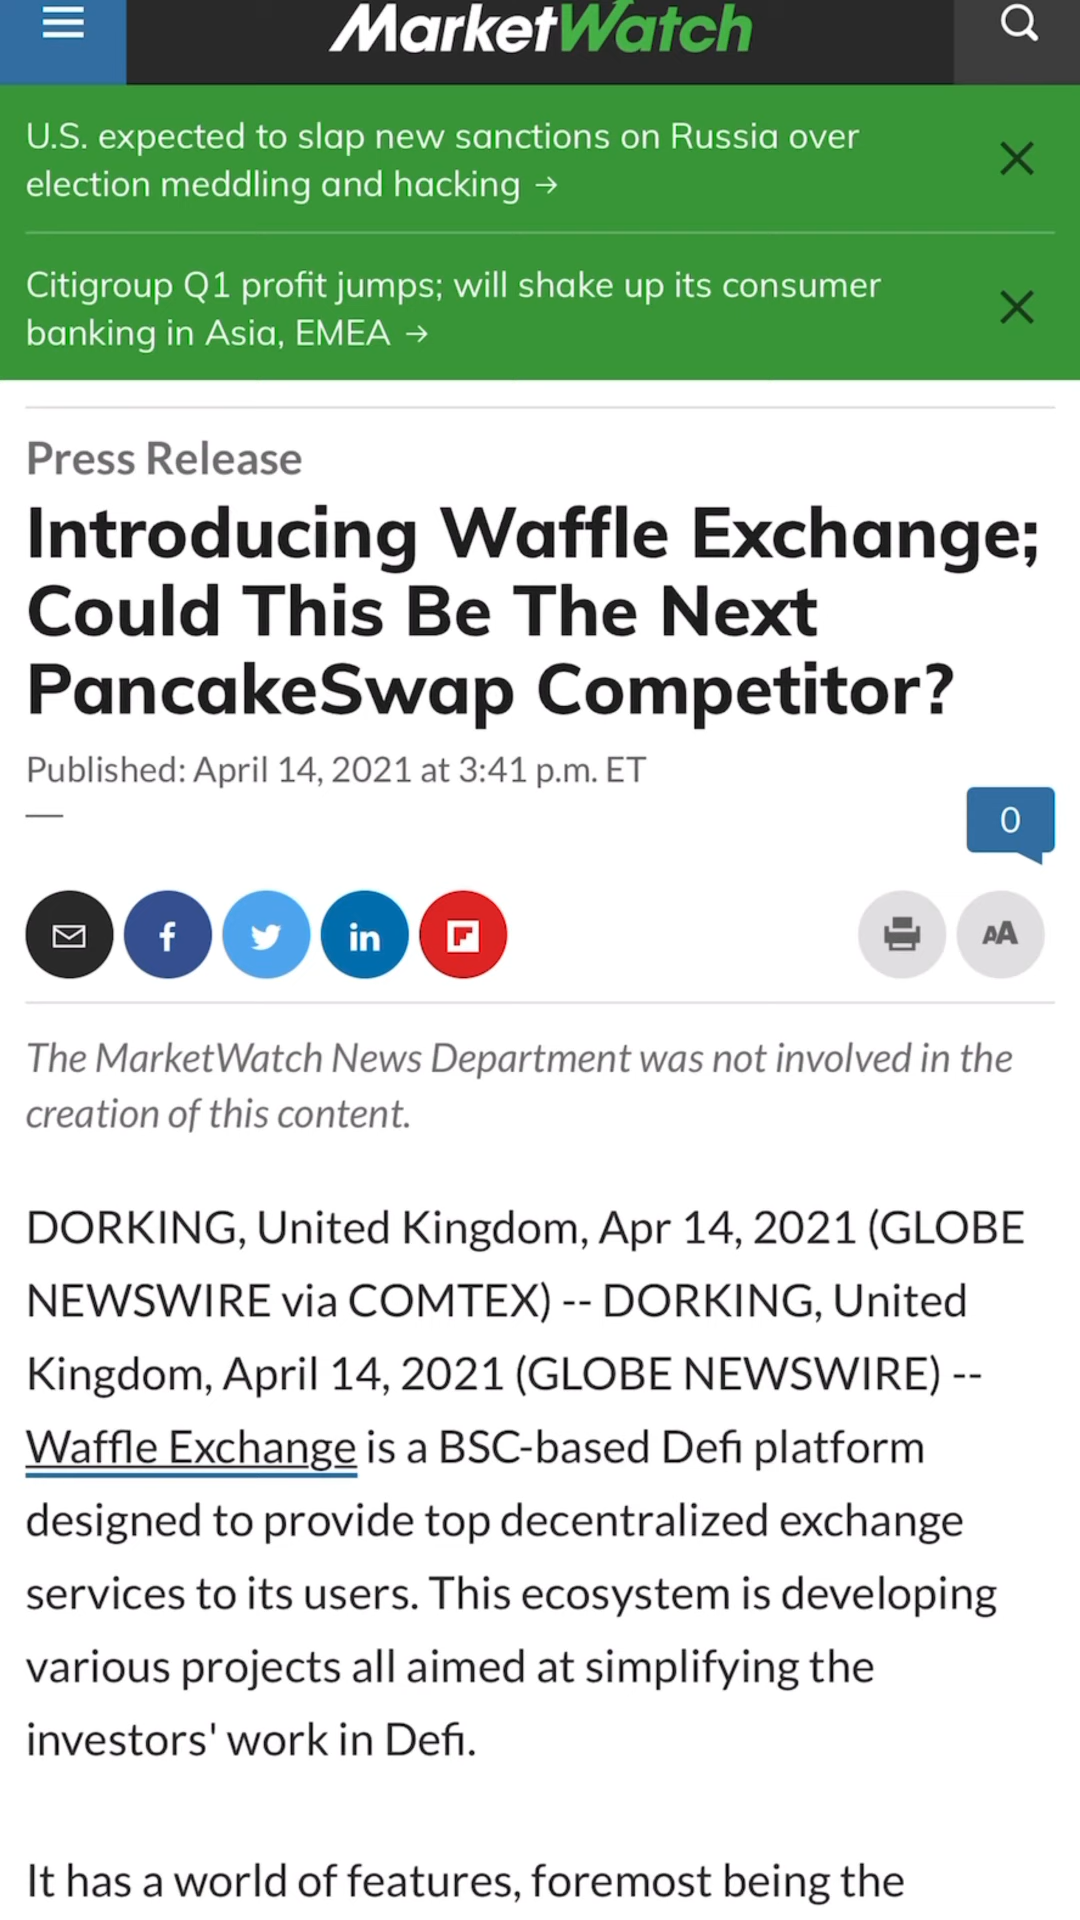 MarketWatch
U.S. expected to slap new sanctions on Russia over
election meddling and hacking →
Citigroup Q1 profit jumps; will shake up its consumer
banking in Asia, EMEA →
Press Release
Introducing Waffle Exchange;
Could This Be The Next
PancakeSwap Competitor?
Published: April 14, 2021 at 3:41 p.m. ET
0
f
in
AA
The MarketWatch News Department was not involved in the
creation of this content.
DORKING, United Kingdom, Apr 14, 2021 (GLOBE
NEWSWIRE via COMTEX) -- DORKING, United
Kingdom, April 14, 2021 (GLOBE NEWSWIRE) --
Waffle Exchange is a BSC-based Defi platform
designed to provide top decentralized exchange
services to its users. This ecosystem is developing
various projects all aimed at simplifying the
investors' work in Defi.
It has a world of features, foremost being the